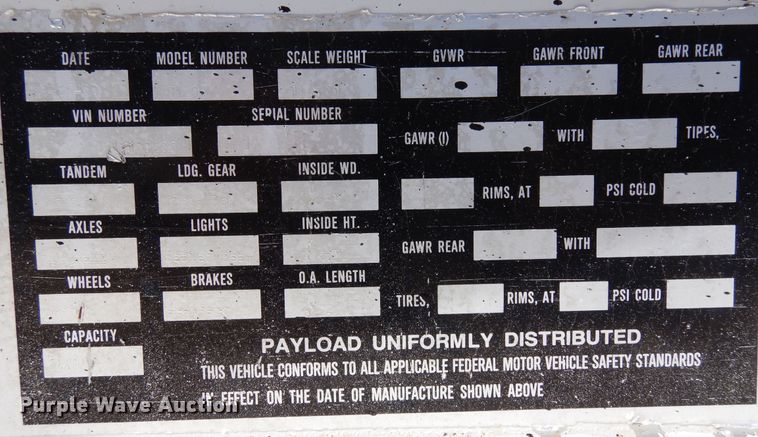 DATE MODEL NUMBER SCALE WEIGHT GVWR GAWR FRONT GAWR REAR
VIN NUMBER SERIAL NUMBER
GAWR (I) WITH TIPES,
TANDEM LDG. GEAR INSIDE WD.
RIMS, AT PSI COLD
AXLES LIGHTS INSIDE HT.
GAWR REAR WITH
WHEELS BRAKES O.A. LENGTH
TIRES, RIMS, AT PSI COLD
CAPACITY
PAYLOAD UNIFORMLY DISTRIBUTED
THIS VEHICLE CONFORMS TO ALL APPLICABLE FEDERAL MOTOR VEHICLE SAFETY STANDARDS
IN EFFECT ON THE DATE OF MANUFACTURE SHOWN ABOVE
Purple Wave Auction